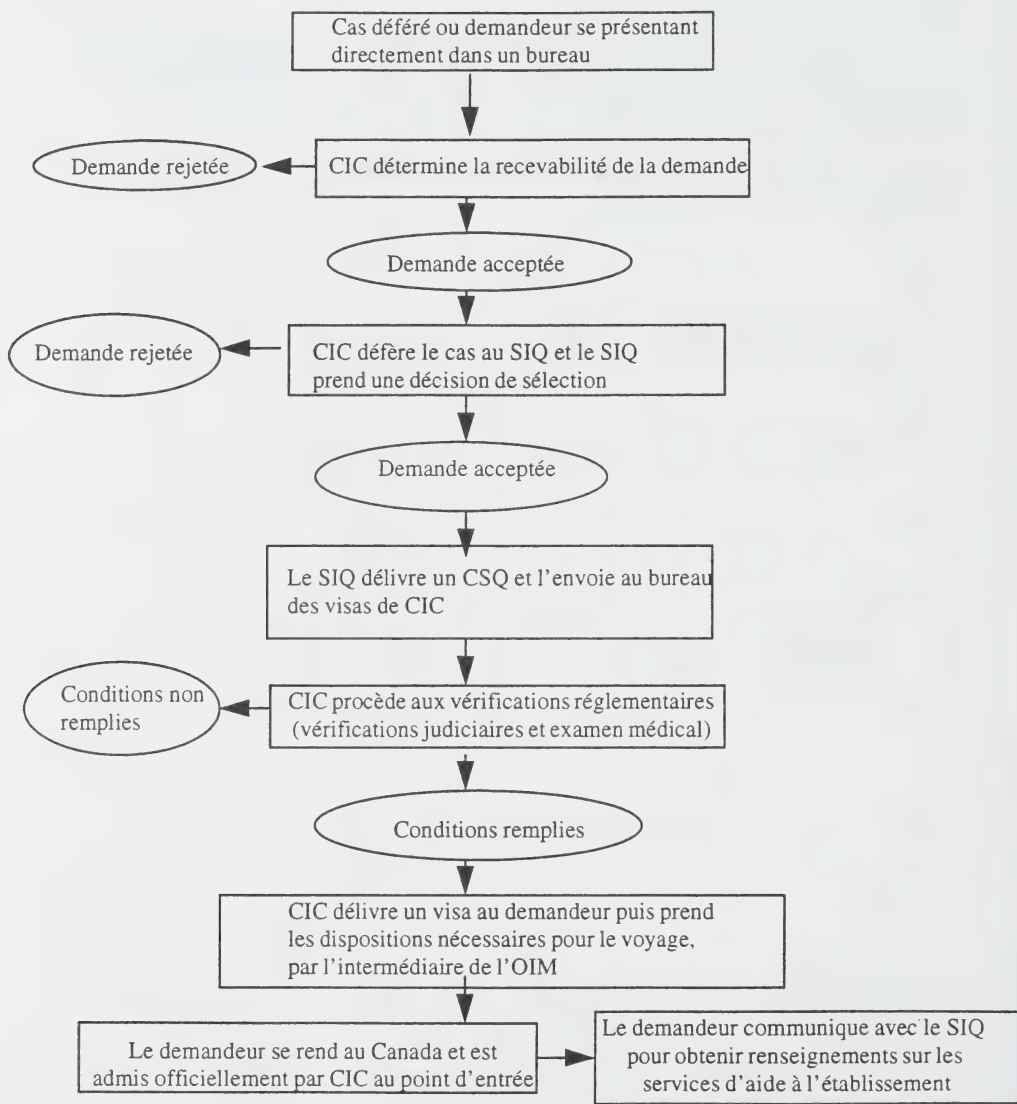 Cas déféré ou demandeur se présentant
directement dans un bureau
Demande rejetée
CIC détermine la recevabilité de la demande
Demande acceptée
Demande rejetée
CIC défère le cas au SIQ et le SIQ
prend une décision de sélection
Demande acceptée
Le SIQ délivre un CSQ et l'envoie au bureau
des visas de CIC
Conditions non
remplies
CIC procède aux vérifications réglementaires
(vérifications judiciaires et examen médical)
Conditions remplies
CIC délivre un visa au demandeur puis prend
les dispositions nécessaires pour le voyage,
par l'intermédiaire de l'OIM
Le demandeur se rend au Canada et est
admis officiellement par CIC au point d'entrée
Le demandeur communique avec le SIQ
pour obtenir renseignements sur les
services d'aide à l'établissement